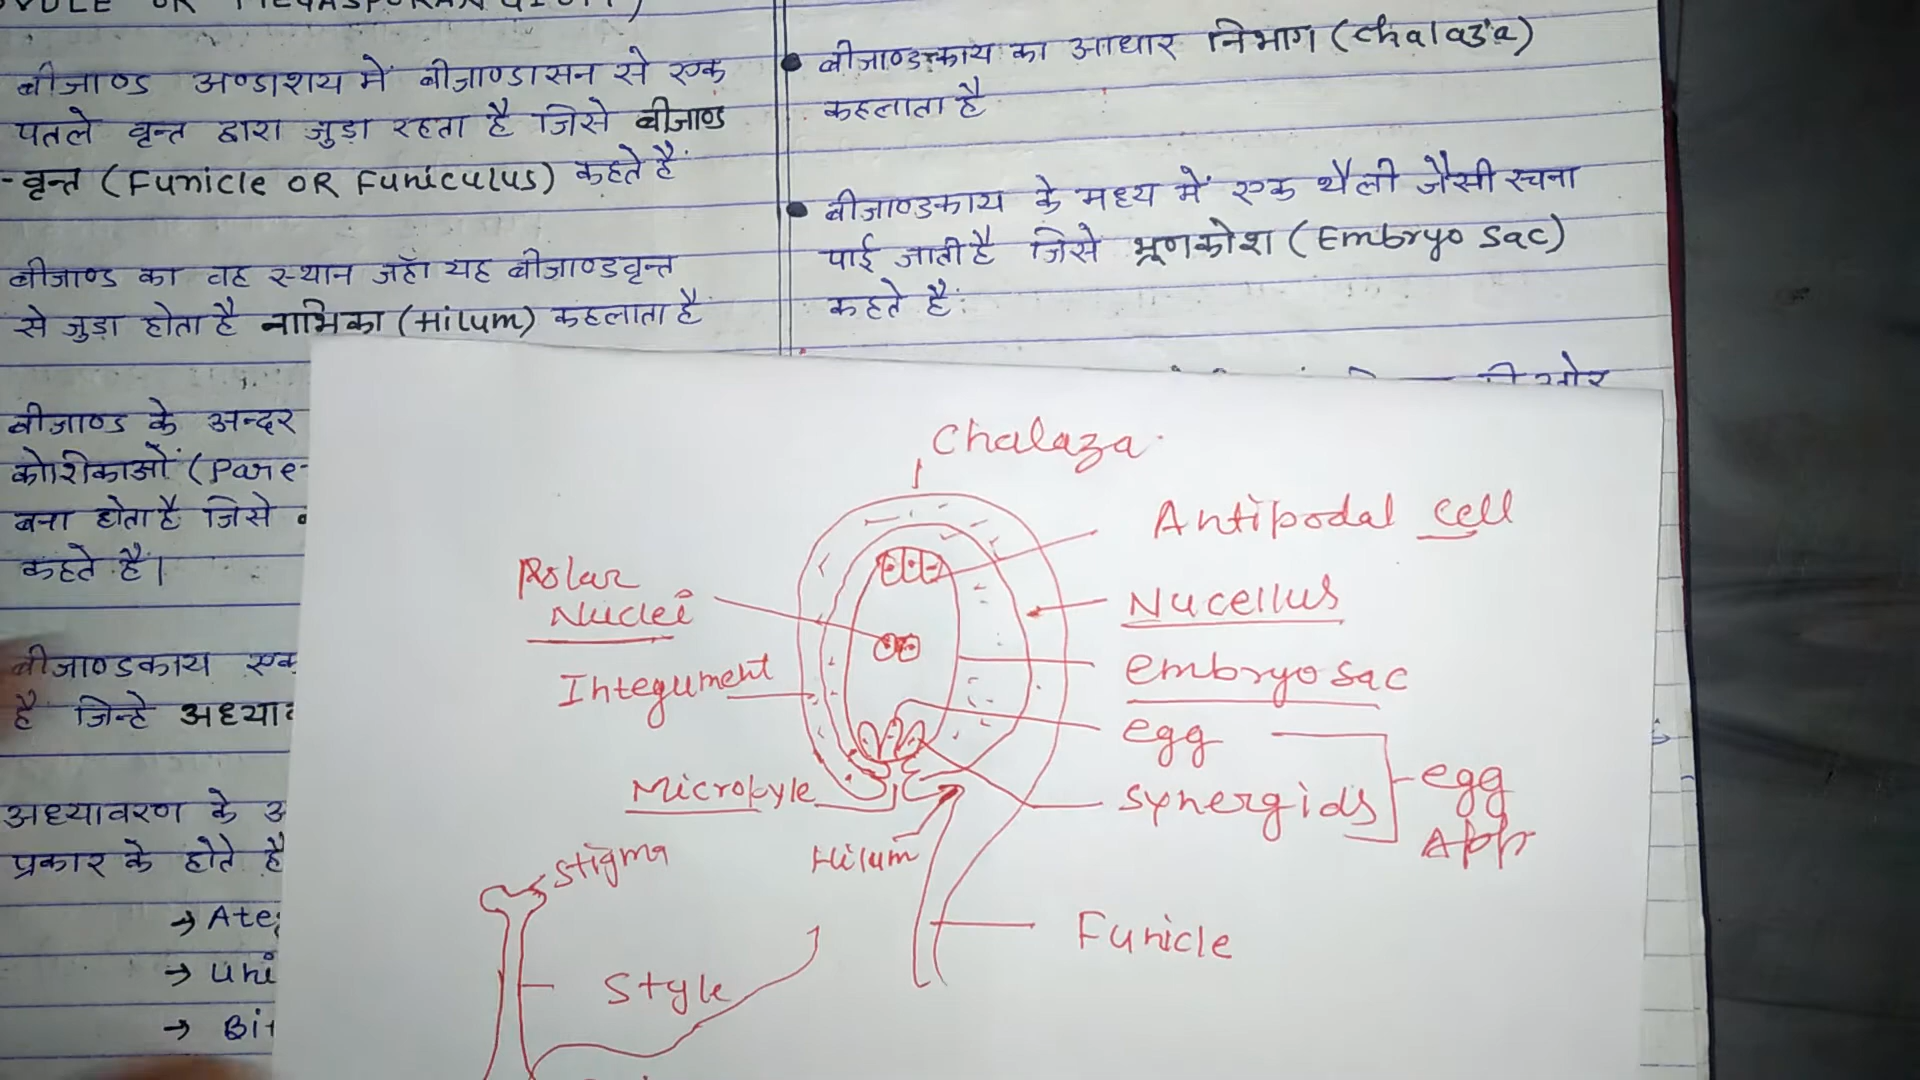 बीजाण्ड अण्डाशय में बीजाण्डासन से एक
पतले वृन्त द्वारा जुड़ा रहता है जिसे बीजाण्ड
-वृन्त (Funicle OR Funiculus) कहते हैं
बीजाण्ड का वह स्थान जहाँ यह बीजाण्डवृन्त
से जुड़ा होता है नाभिका (Hilum) कहलाता है
बीजाण्ड के अन्दर
कोशिकाओं (Pare-
बना होता है जिसे
कहते है।
बीजाण्डकाय एक
है जिन्हे
अध्यावरण के
प्रकार के होते है
→
→ Uni
→
बीजाण्डकाय का आधार निभाग (chalaza)
कहलाता है
बीजाण्डकाय के मध्य में एक थैली जैसी रचना
पाई जाती है जिसे भ्रूणकोश (Embryo sac)
कहते है:
Chalaza
Antipodal cell
Polar
Nuclei
Nucellus
Integument
embryo sac
egg
Micropyle
synergids
egg
App
Hilum
Stigma
Funicle
Style